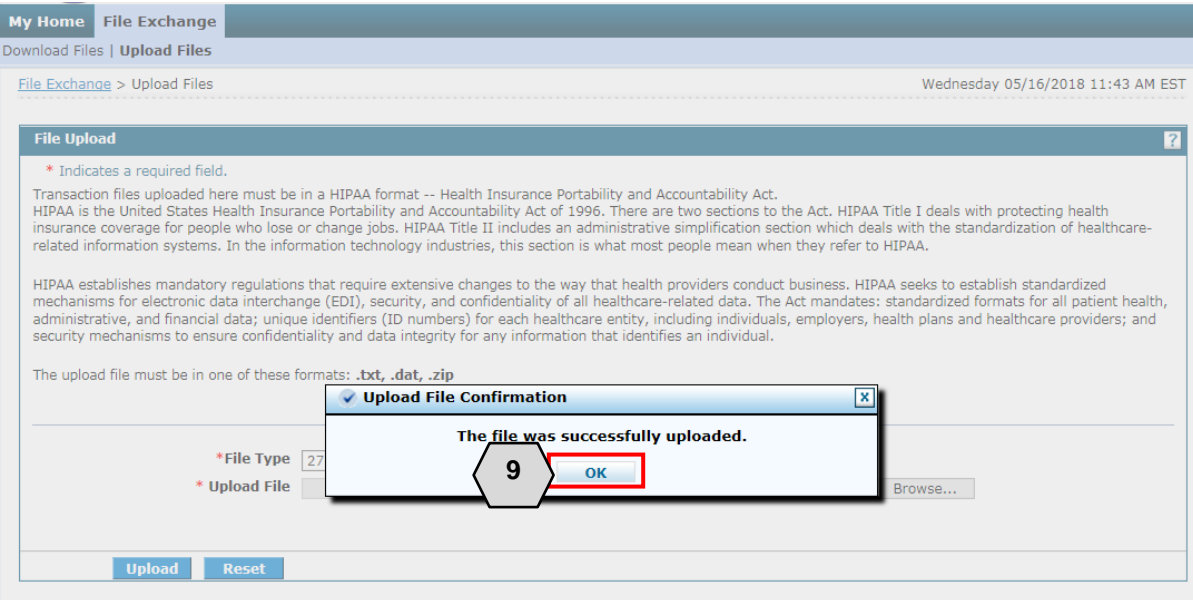 My Home File Exchange
Download Files | Upload Files
File Exchange > Upload Files Wednesday 05/16/2018 11:43 AM EST
File Upload ?
* Indicates a required field.
Transaction files uploaded here must be in a HIPAA format -- Health Insurance Portability and Accountability Act.
HIPAA is the United States Health Insurance Portability and Accountability Act of 1996. There are two sections to the Act. HIPAA Title I deals with protecting health
insurance coverage for people who lose or change jobs. HIPAA Title II includes an administrative simplification section which deals with the standardization of healthcare-
related information systems. In the information technology industries, this section is what most people mean when they refer to HIPAA.
HIPAA establishes mandatory regulations that require extensive changes to the way that health providers conduct business. HIPAA seeks to establish standardized
mechanisms for electronic data interchange (EDI), security, and confidentiality of all healthcare-related data. The Act mandates: standardized formats for all patient health,
administrative, and financial data; unique identifiers (ID numbers) for each healthcare entity, including individuals, employers, health plans and healthcare providers; and
security mechanisms to ensure confidentiality and data integrity for any information that identifies an individual.
The upload file must be in one of these formats: .txt, .dat, .zip
Upload File Confirmation X
The file was successfully uploaded.
9 OK
*File Type 27
* Upload File Browse...
Upload Reset